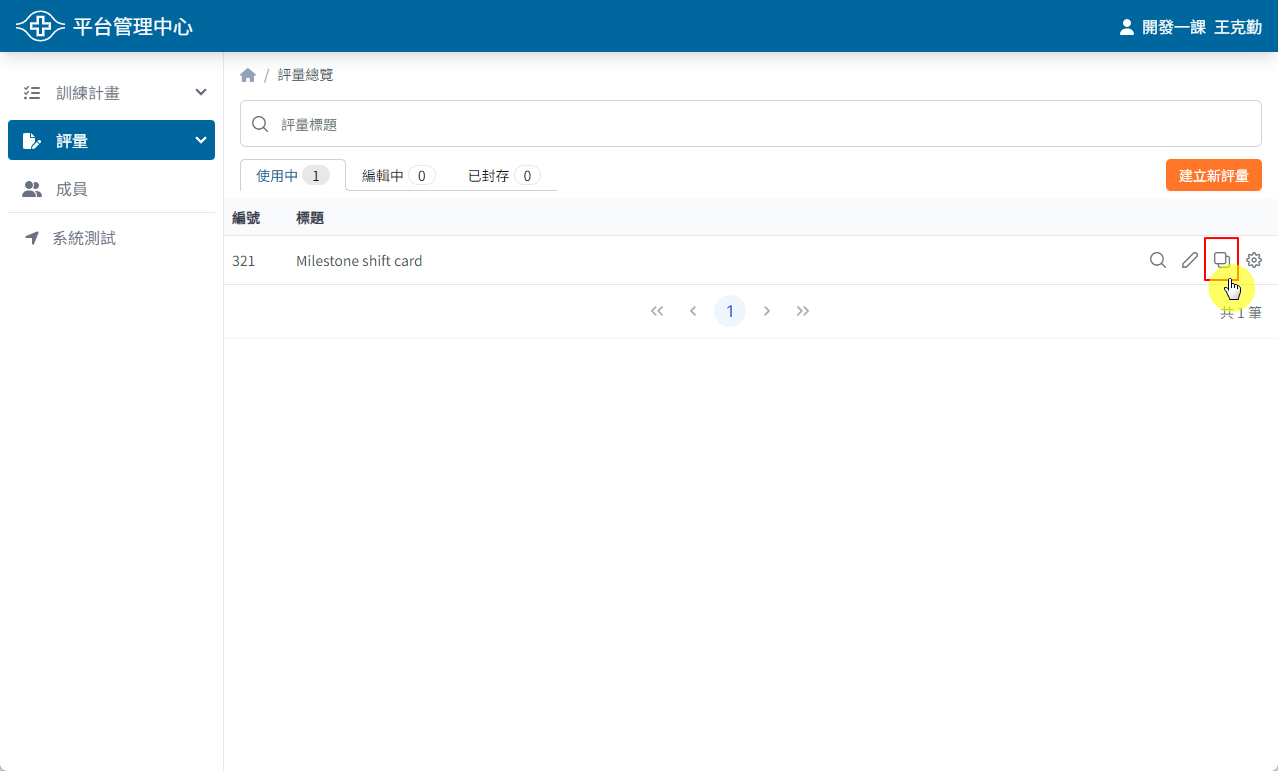 平台管理中心
開發一課 王克勤
訓練計畫
評量
成員
系統測試
/ 評量總覽
評量標題
使用中 1 編輯中 0 已封存 0
建立新評量
編號 標題
321 Milestone shift card
1
共 1 筆